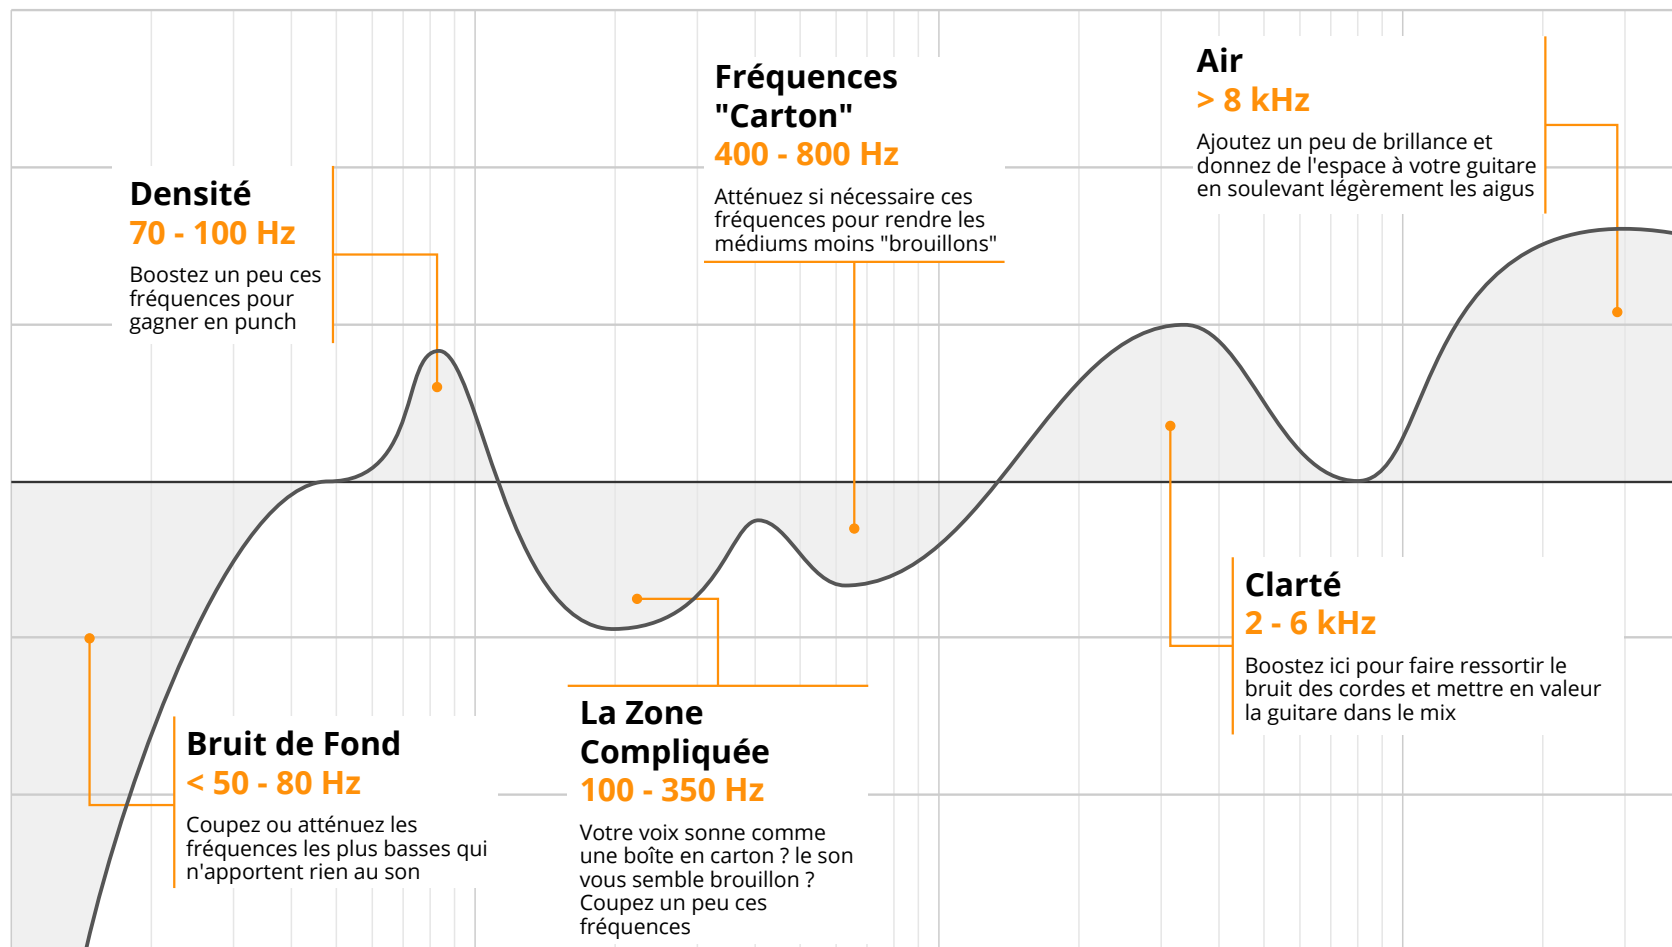 Densité
70 - 100 Hz
Boostez un peu ces
fréquences pour
gagner en punch
Fréquences
"Carton"
400 - 800 Hz
Atténuez si nécessaire ces
fréquences pour rendre les
médiums moins "brouillons"
Air
> 8 kHz
Ajoutez un peu de brillance et
donnez de l'espace à votre guitare
en soulevant légèrement les aigus
Bruit de Fond
< 50 - 80 Hz
Coupez ou atténuez les
fréquences les plus basses qui
n'apportent rien au son
La Zone
Compliquée
100 - 350 Hz
Votre voix sonne comme
une boîte en carton ? le son
vous semble brouillon ?
Coupez un peu ces
fréquences
Clarté
2 - 6 kHz
Boostez ici pour faire ressortir le
bruit des cordes et mettre en valeur
la guitare dans le mix